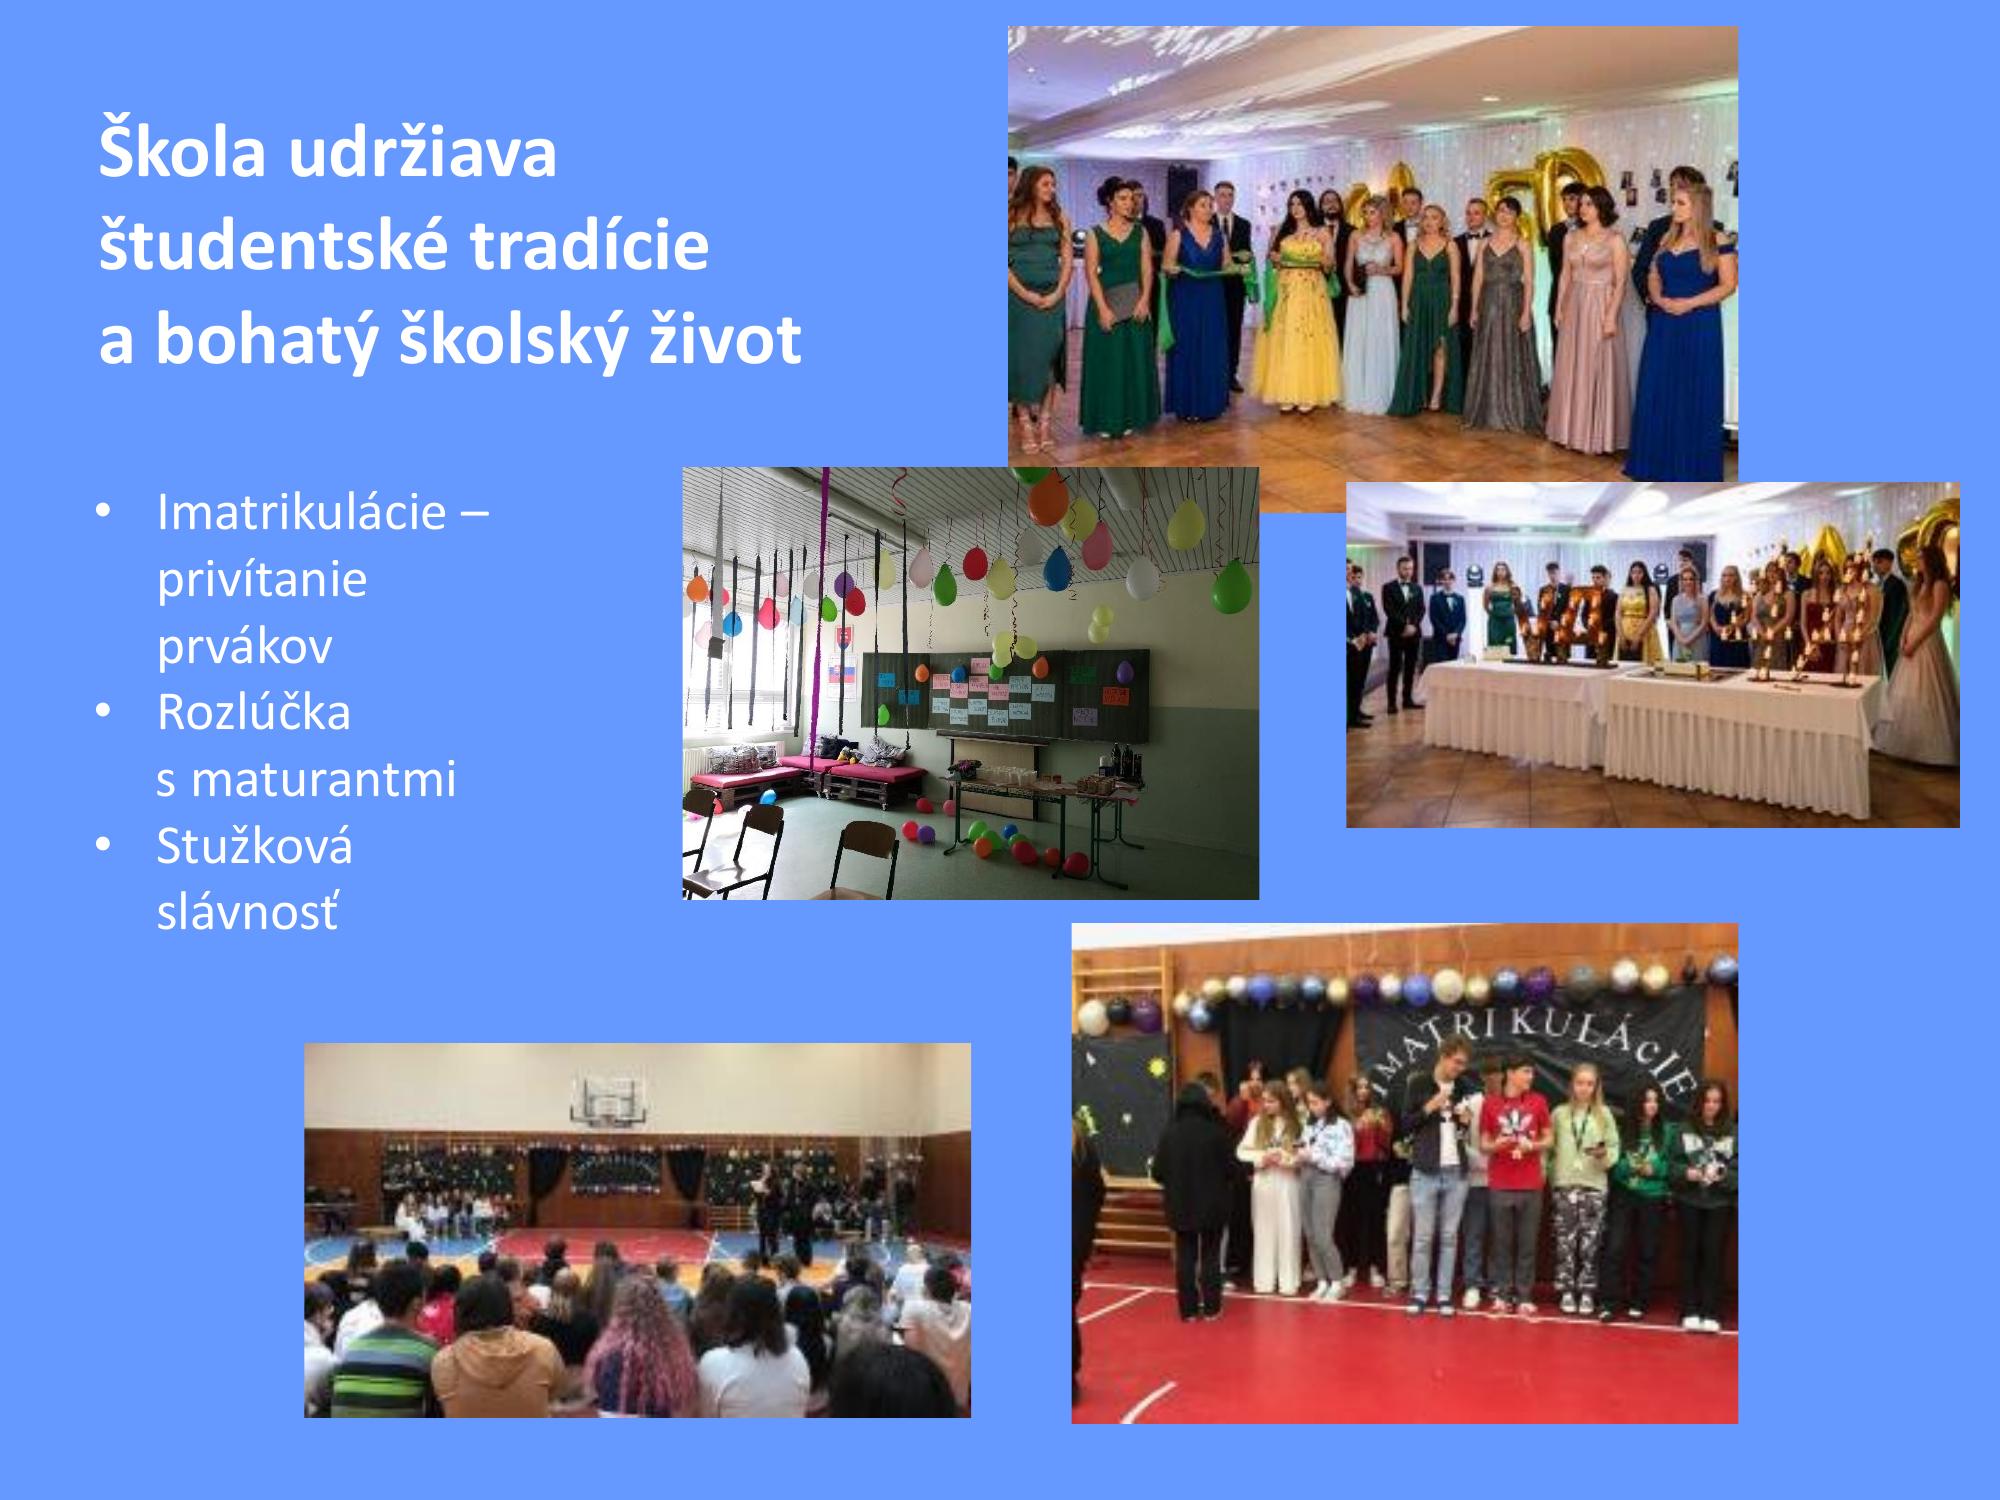 Škola udržiava
študentské tradície
a bohatý školský život
• Imatrikulácie –
privítanie
prvákov
• Rozlúčka
s maturantmi
• Stužková
slávnosť
IMATRIKULÁCIE